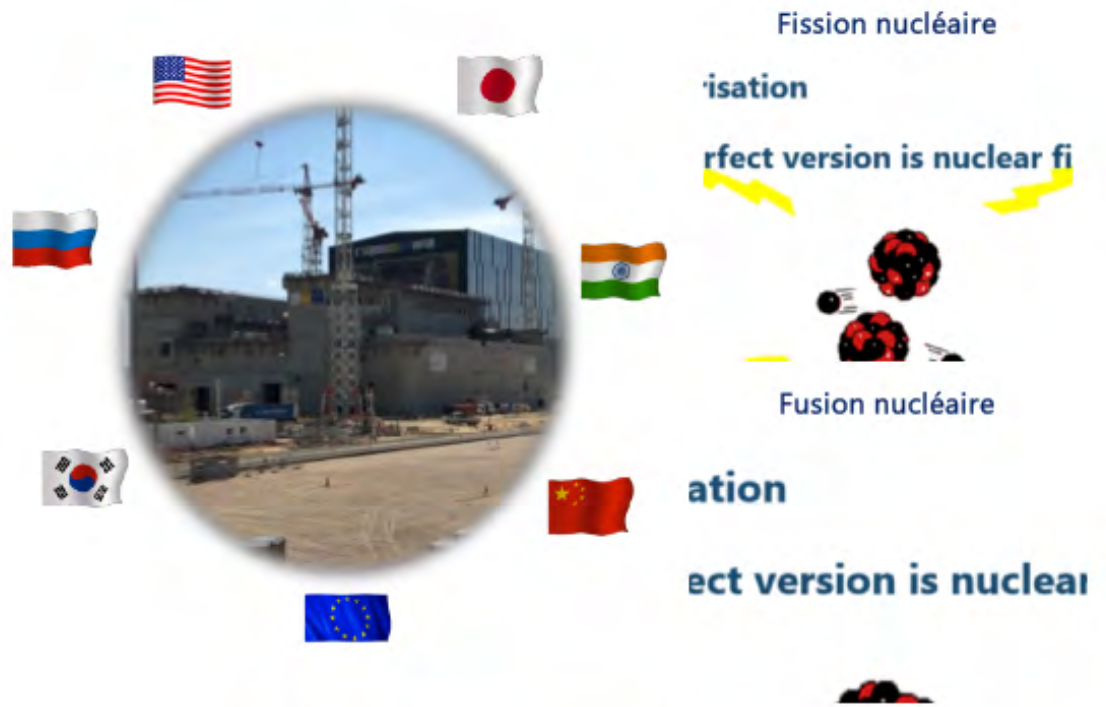 Fission nucléaire
risation
rfect version is nuclear fi
Fusion nucléaire
ation
ect version is nuclear